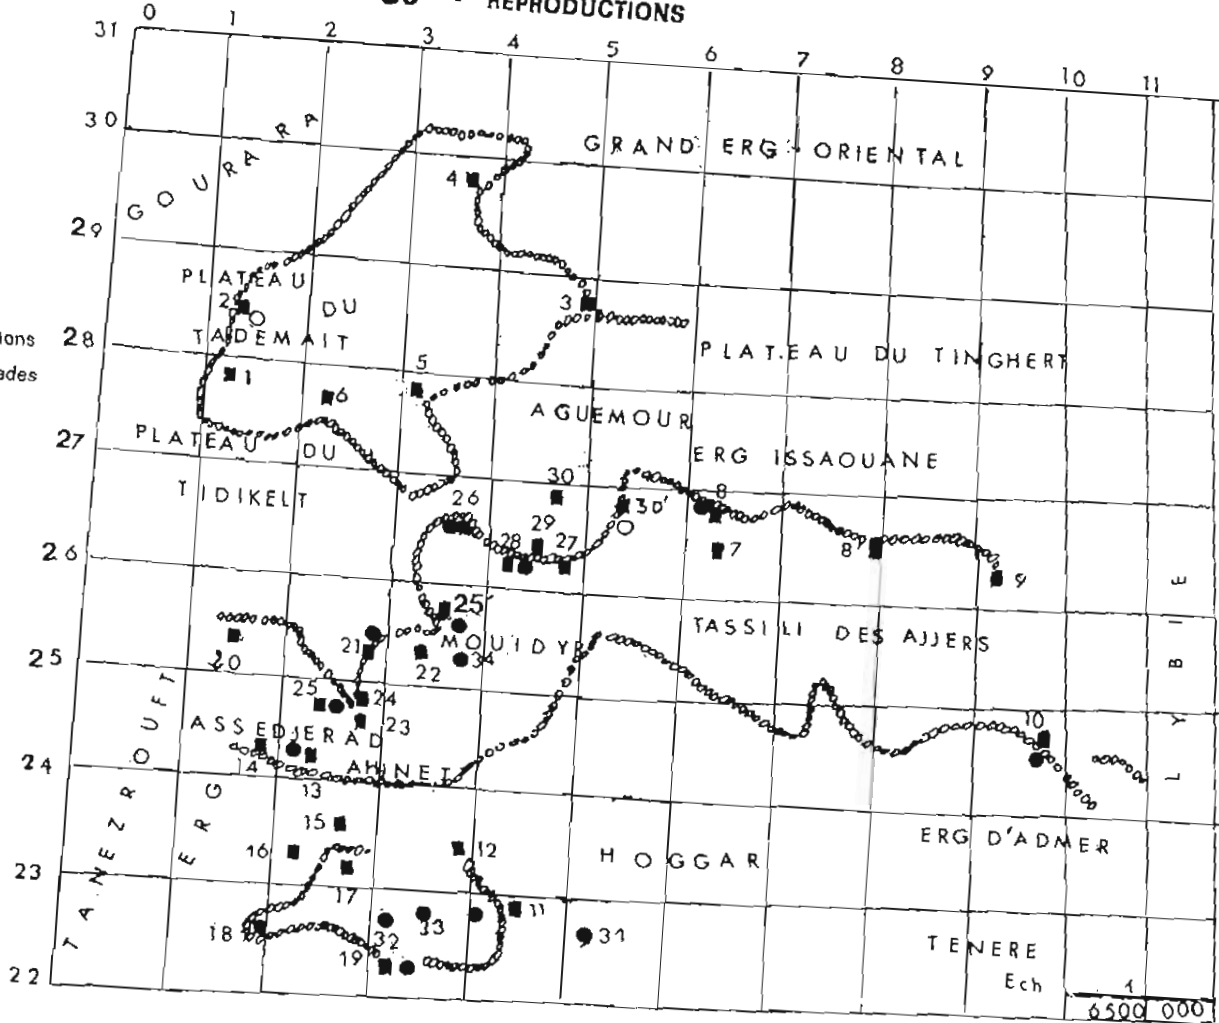 REPRODUCTIONS
0 1 2 3 4 5 6 7 8 9 10 11
31
30
GOURARA
GRAND ERG ORIENTAL
4
29
PLATEAU
2
DU
3
ions
28
TADEMAIT
PLATEAU DU TINGHERT
ades
1
6
5
AGUEMOUR
27
PLATEAU DU
ERG ISSAOUANE
TIDIKELT
30
26
30'
8
29
28
27
7
8'
9
26
25'
LYBIE
TASSILI DES AJJERS
20
21
MOUIDYR
22
34
25
25
24
23
10
ASSEDJERAD
14
AHNET
24
13
TANEZROUFT
ERG
15
ERG D'ADMER
16
12
HOGGAR
23
17
11
18
33
32
31
19
TENERE
22
Ech
1
6500 000